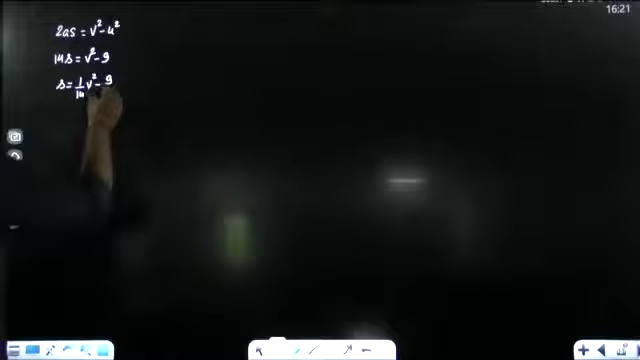 16:21
2as = v² - u²
14s = v² - 9
s = 1/14 v² - 9